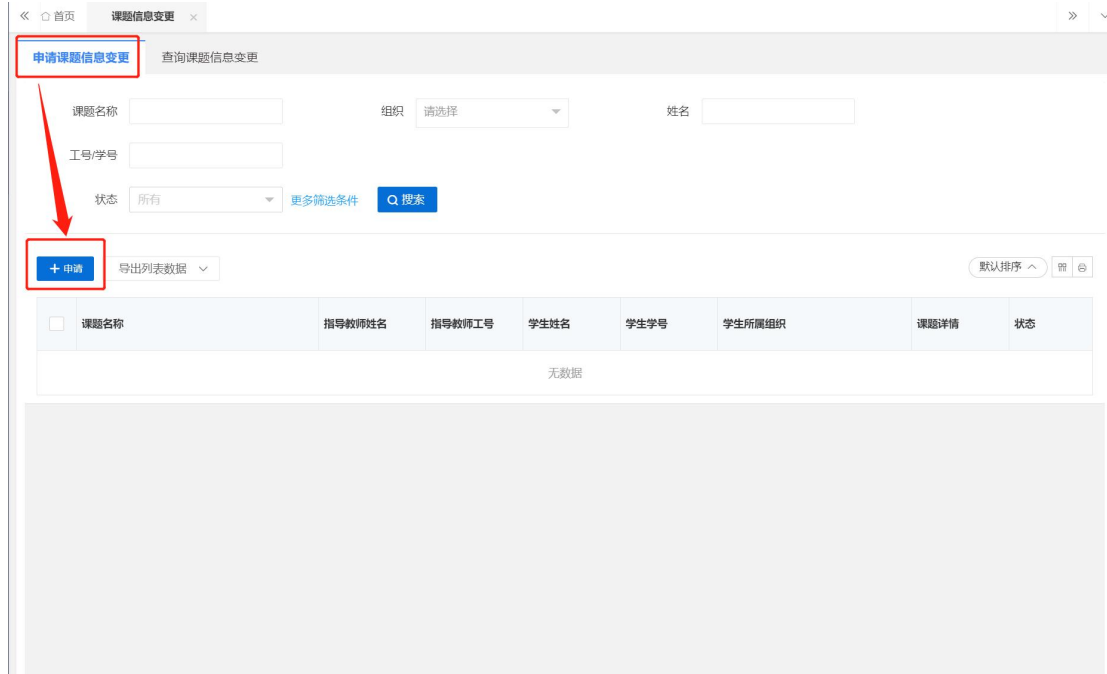 首页 课题信息变更
申请课题信息变更 查询课题信息变更
课题名称 组织 请选择 姓名
工号/学号
状态 所有 更多筛选条件 搜索
申请 导出列表数据 默认排序
课题名称 指导教师姓名 指导教师工号 学生姓名 学生学号 学生所属组织 课题详情 状态
无数据